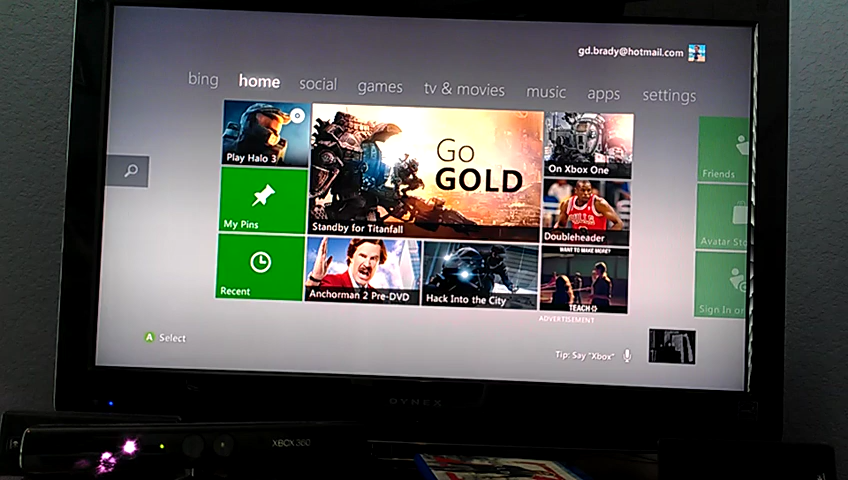 gd.brady@hotmail.com
bing home social games tv & movies music apps settings
Play Halo 3
Go
GOLD
Standby for Titanfall
On Xbox One
Friends
My Pins
Doubleheader
Avatar
Recent
Anchorman 2 Pre-DVD
Hack Into the City
WANT TO MAKE MORE?
TEACH
ADVERTISEMENT
Sign In or
A Select
Tip: Say "Xbox"
DYNEX
XBOX 360